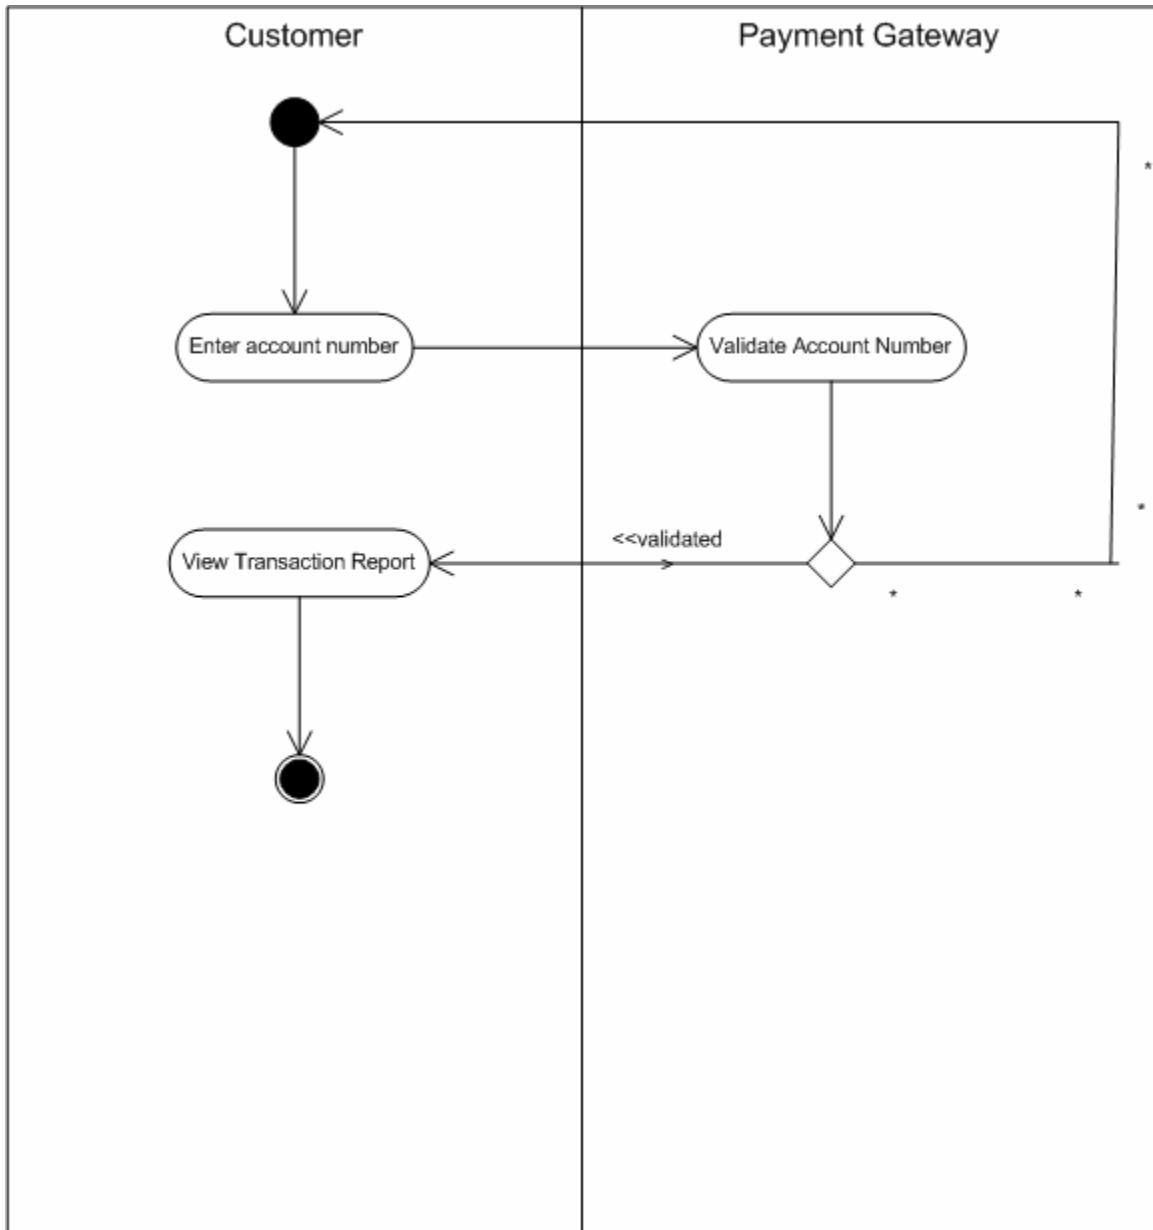 Customer
Payment Gateway
*
Enter account number
Validate Account Number
*
<<validated
View Transaction Report
*
*